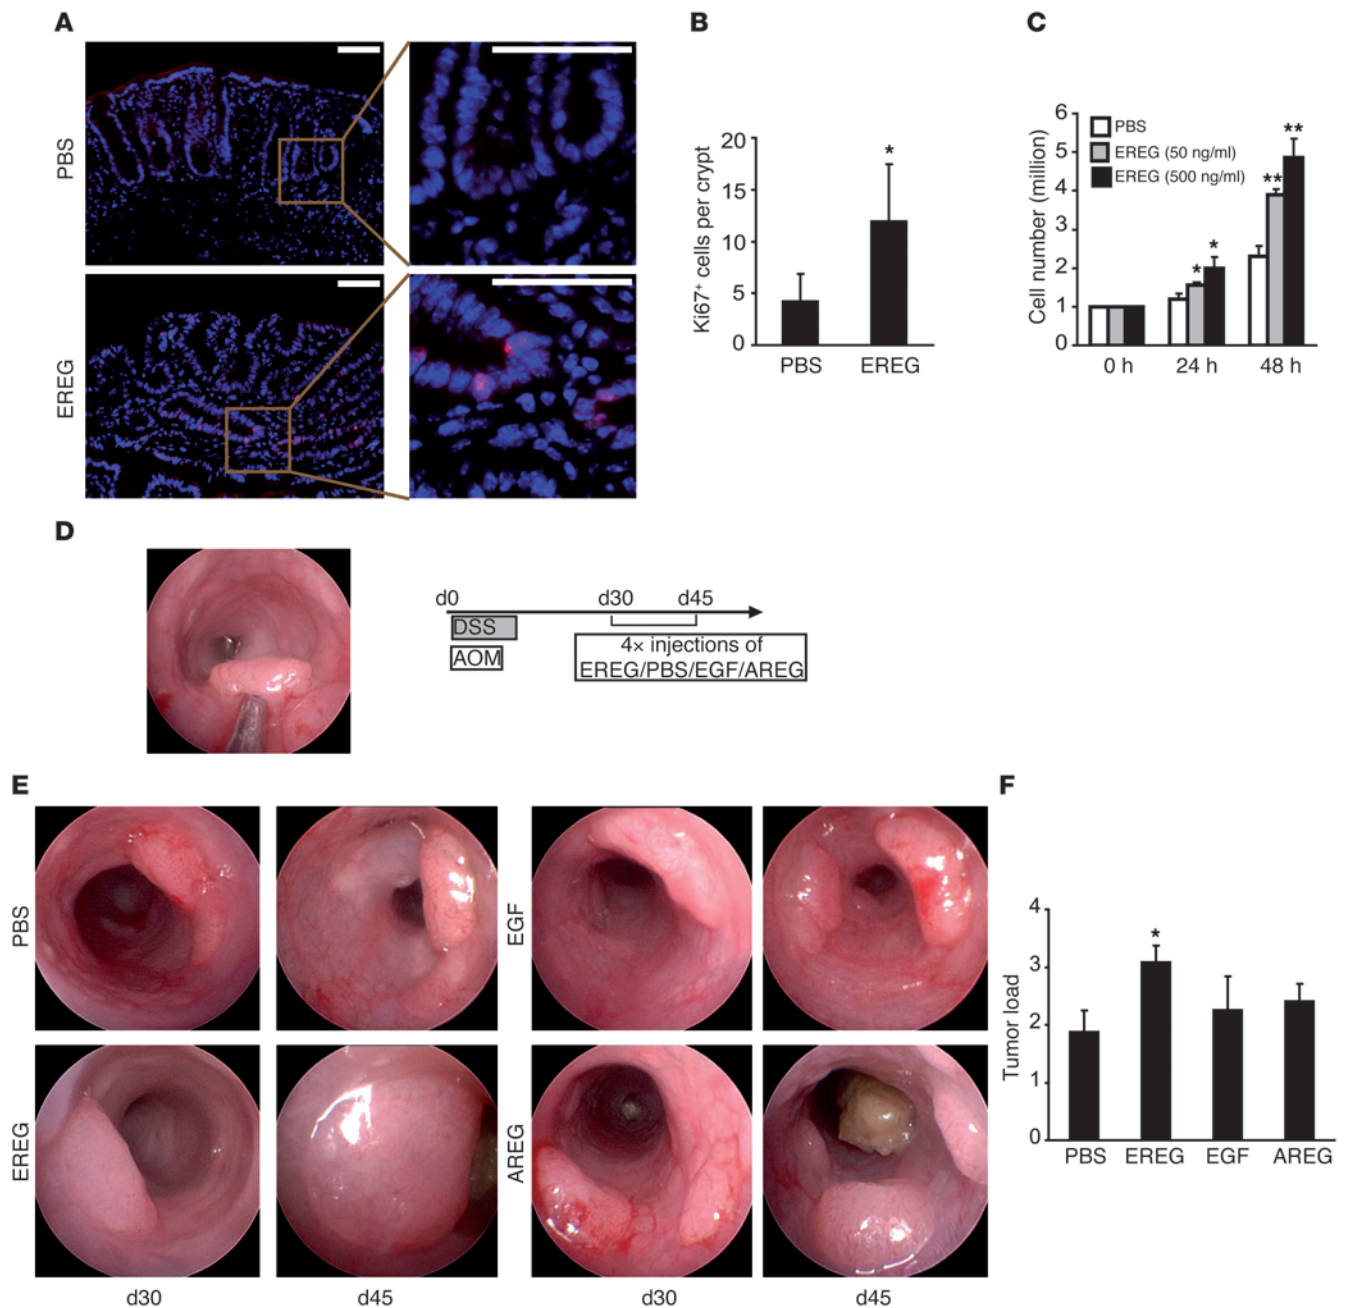 A
PBS
EREG
B
Ki67+ cells per crypt
20
15
10
5
0
*
PBS
EREG
C
Cell number (million)
6
5
4
3
2
1
0
PBS
EREG (50 ng/ml)
EREG (500 ng/ml)
*
*
**
**
0 h
24 h
48 h
D
d0
d30
d45
DSS
AOM
4× injections of
EREG/PBS/EGF/AREG
E
PBS
EGF
EREG
AREG
d30
d45
d30
d45
F
Tumor load
4
3
2
1
0
*
PBS
EREG
EGF
AREG